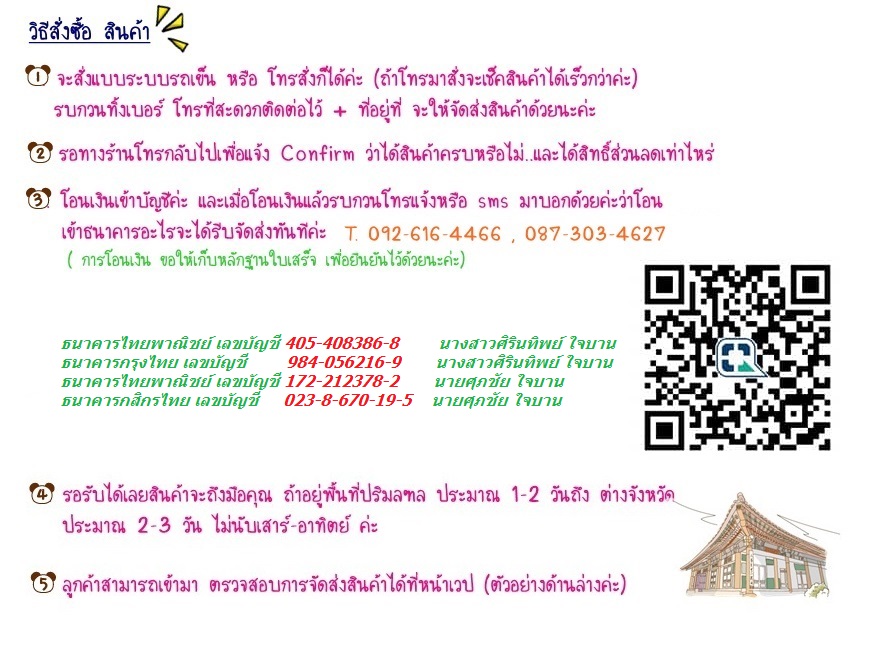 วิธีสั่งซื้อ สินค้า
1 จะสั่งแบบระบบรถเข็น หรือ โทรสั่งก็ได้ค่ะ (ถ้าโทรมาสั่งจะเช็คสินค้าได้เร็วกว่าค่ะ)
รบกวนทิ้งเบอร์ โทรที่สะดวกติดต่อไว้ + ที่อยู่ที่ จะให้จัดส่งสินค้าด้วยนะค่ะ
2 รอทางร้านโทรกลับไปเพื่อแจ้ง Confirm ว่าได้สินค้าครบหรือไม่..และได้สิทธิ์ส่วนลดเท่าไหร่
3 โอนเงินเข้าบัญชีค่ะ และเมื่อโอนเงินแล้วรบกวนโทรแจ้งหรือ sms มาบอกด้วยค่ะว่าโอน
เข้าธนาคารอะไรจะได้รีบจัดส่งทันทีค่ะ T. 092-616-4466 , 087-303-4627
( การโอนเงิน ขอให้เก็บหลักฐานใบเสร็จ เพื่อยืนยันไว้ด้วยนะค่ะ)
ธนาคารไทยพาณิชย์ เลขบัญชี 405-408386-8 นางสาวศิรินทิพย์ ใจบาน
ธนาคารกรุงไทย เลขบัญชี 984-056216-9 นางสาวศิรินทิพย์ ใจบาน
ธนาคารไทยพาณิชย์ เลขบัญชี 172-212378-2 นายศุภชัย ใจบาน
ธนาคารกสิกรไทย เลขบัญชี 023-8-670-19-5 นายศุภชัย ใจบาน
4 รอรับได้เลยสินค้าจะถึงมือคุณ ถ้าอยู่พื้นที่ปริมลฑล ประมาณ 1-2 วันถึง ต่างจังหวัด
ประมาณ 2-3 วัน ไม่นับเสาร์-อาทิตย์ ค่ะ
5 ลูกค้าสามารถเข้ามา ตรวจสอบการจัดส่งสินค้าได้ที่หน้าเวป (ตัวอย่างด้านล่างค่ะ)